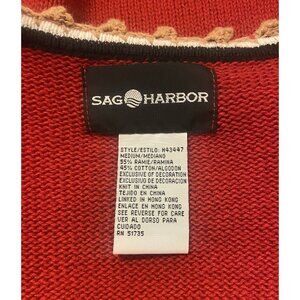 SAG HARBOR
STYLE/ESTILO: H43447
MEDIUM/MEDIANO
55% RAMIE/RAMINA
45% COTTON/ALGODON
EXCLUSIVE OF DECORATION
EXCLUSIVO DE DECORACION
KNIT IN CHINA
TEJIDO EN CHINA
LINKED IN HONG KONG
ENLACE EN HONG KONG
SEE REVERSE FOR CARE
VER AL DORSO PARA
CUIDADO
RN 51735